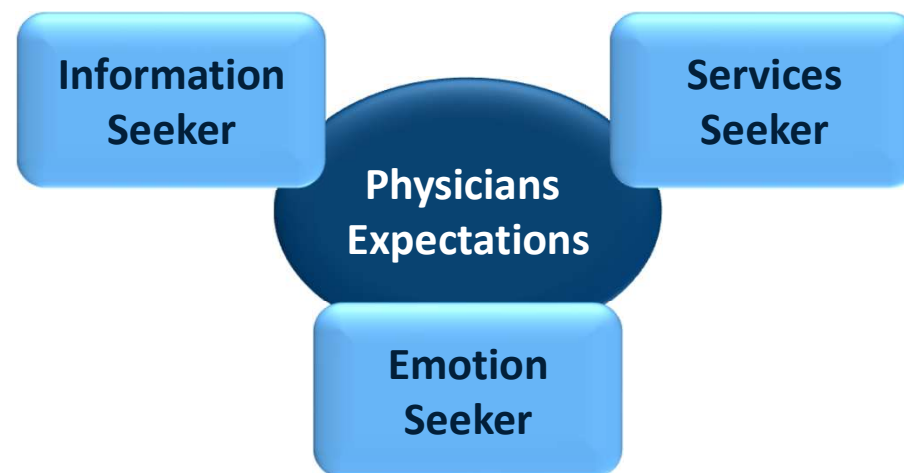 Information
Seeker
Services
Seeker
Physicians
Expectations
Emotion
Seeker